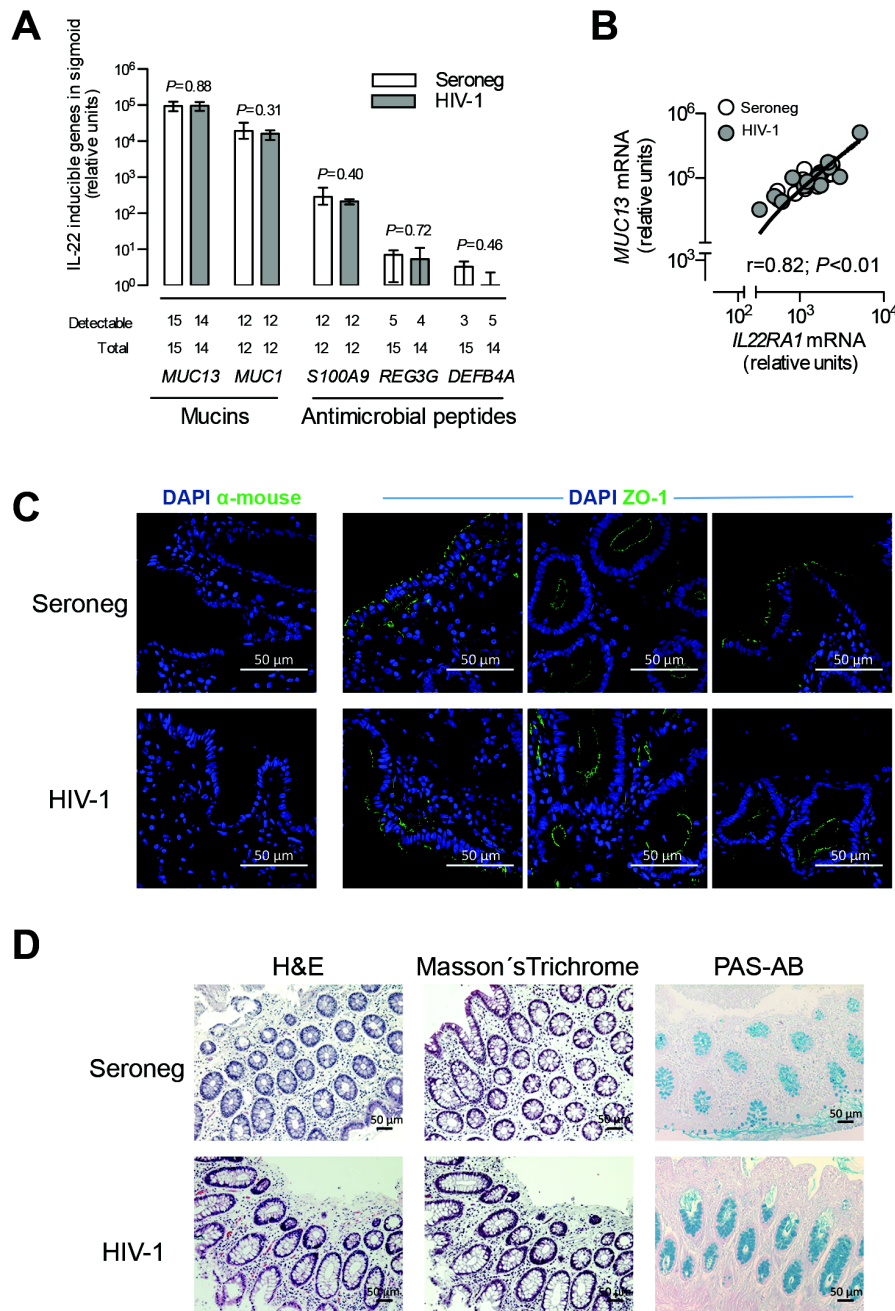 A
IL-22 inducible genes in sigmoid
(relative units)
10⁶
10⁵
10⁴
10³
10²
10¹
10⁰
P=0.88
P=0.31
P=0.40
P=0.72
P=0.46
Seroneg
HIV-1
Detectable 15 14 12 12 12 12 5 4 3 5
Total 15 14 12 12 12 12 15 14 15 14
MUC13 MUC1 S100A9 REG3G DEFB4A
Mucins Antimicrobial peptides
B
MUC13 mRNA
(relative units)
10⁶
10⁵
10³
Seroneg
HIV-1
r=0.82; P<0.01
10² 10³ 10⁴
IL22RA1 mRNA
(relative units)
C
DAPI α-mouse DAPI ZO-1
Seroneg
50 µm 50 µm 50 µm 50 µm
HIV-1
50 µm 50 µm 50 µm 50 µm
D
H&E Masson´sTrichrome PAS-AB
Seroneg
50 µm 50 µm 50 µm
HIV-1
50 µm 50 µm 50 µm